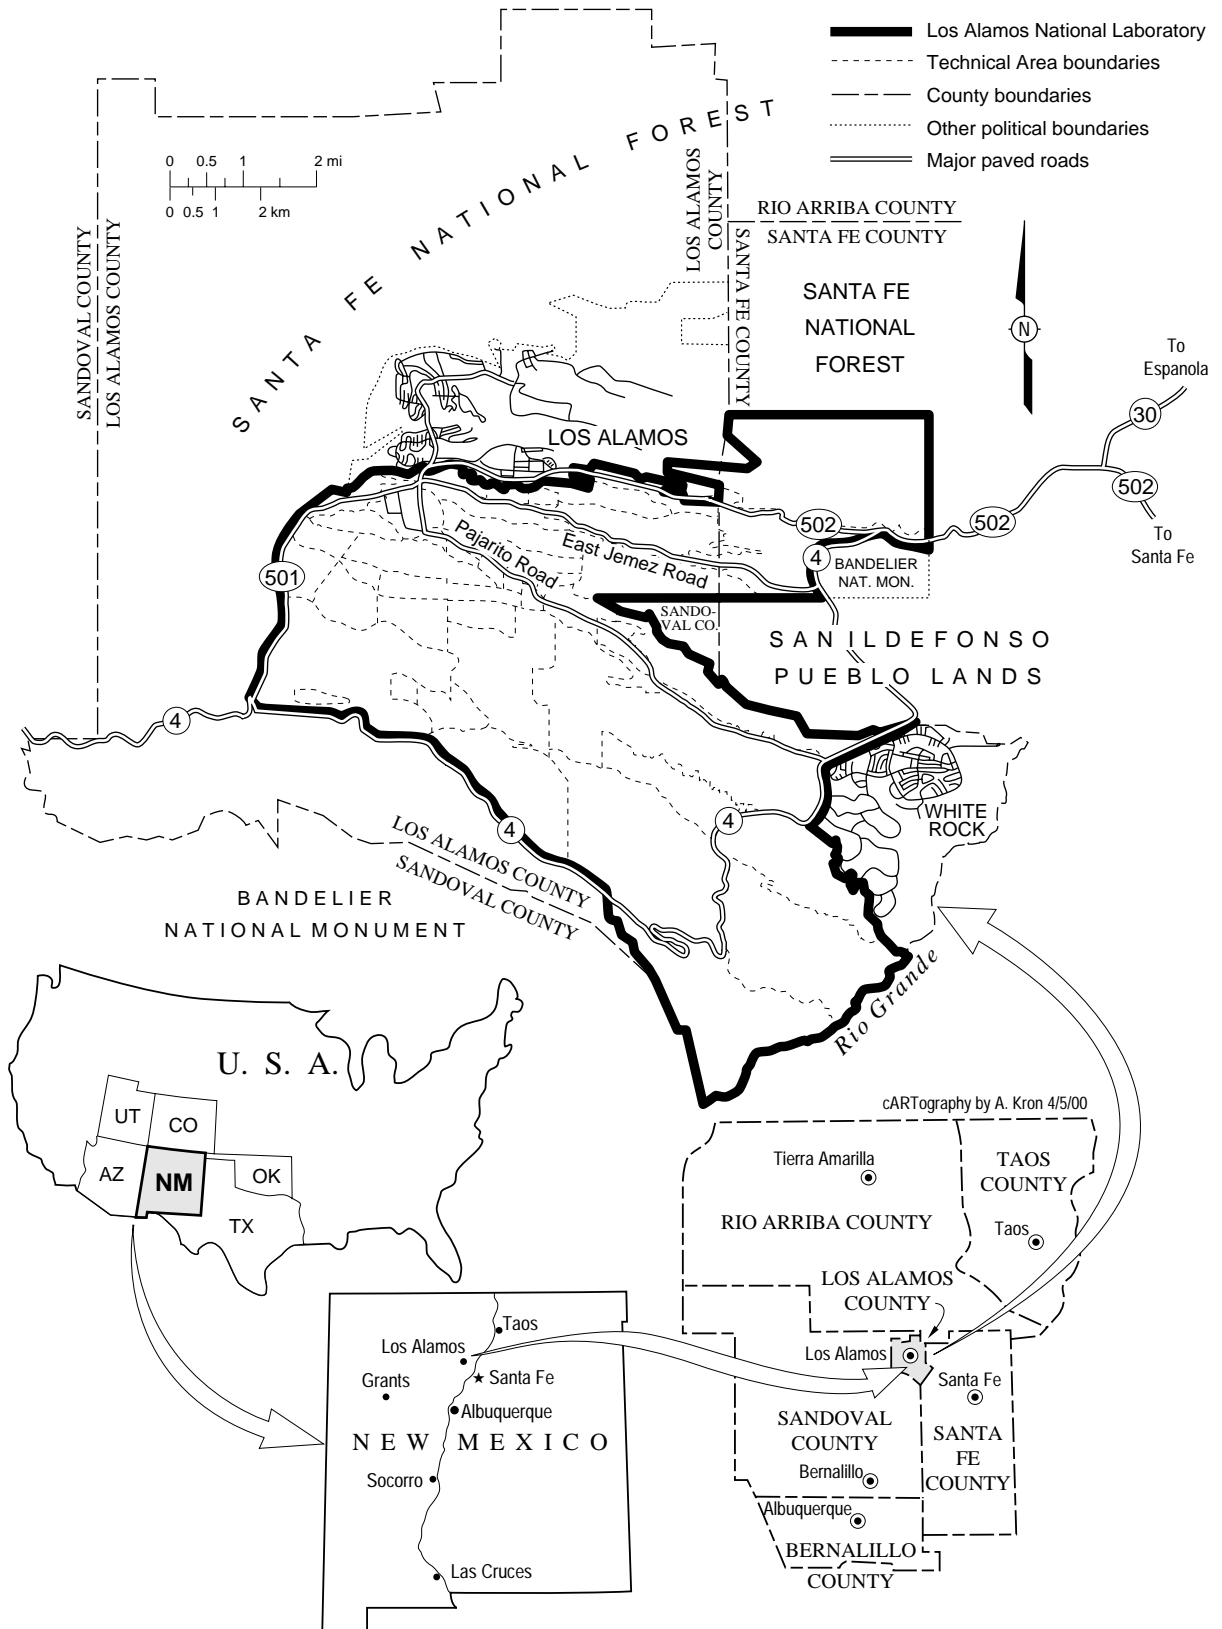 Los Alamos National Laboratory
Technical Area boundaries
County boundaries
Other political boundaries
Major paved roads
0 0.5 1 2 mi
0 0.5 1 2 km
SANTA FE NATIONAL FOREST
SANDOVAL COUNTY
LOS ALAMOS COUNTY
LOS ALAMOS
COUNTY
RIO ARRIBA COUNTY
SANTA FE COUNTY
SANTA FE COUNTY
SANTA FE
NATIONAL
FOREST
N
To
Espanola
30
502
To
Santa Fe
LOS ALAMOS
502
502
4
BANDELIER
NAT. MON.
Pajarito Road
East Jemez Road
501
SANDO-
VAL CO.
SAN ILDEFONSO
PUEBLO LANDS
4
4
4
WHITE
ROCK
LOS ALAMOS COUNTY
SANDOVAL COUNTY
BANDELIER
NATIONAL MONUMENT
Rio Grande
U. S. A.
UT
CO
AZ
NM
OK
TX
cARTography by A. Kron 4/5/00
Tierra Amarilla
TAOS
COUNTY
RIO ARRIBA COUNTY
Taos
LOS ALAMOS
COUNTY
Los Alamos
Santa Fe
SANDOVAL
COUNTY
SANTA
FE
COUNTY
Bernalillo
Albuquerque
BERNALILLO
COUNTY
Taos
Los Alamos
Santa Fe
Grants
Albuquerque
NEW MEXICO
Socorro
Las Cruces